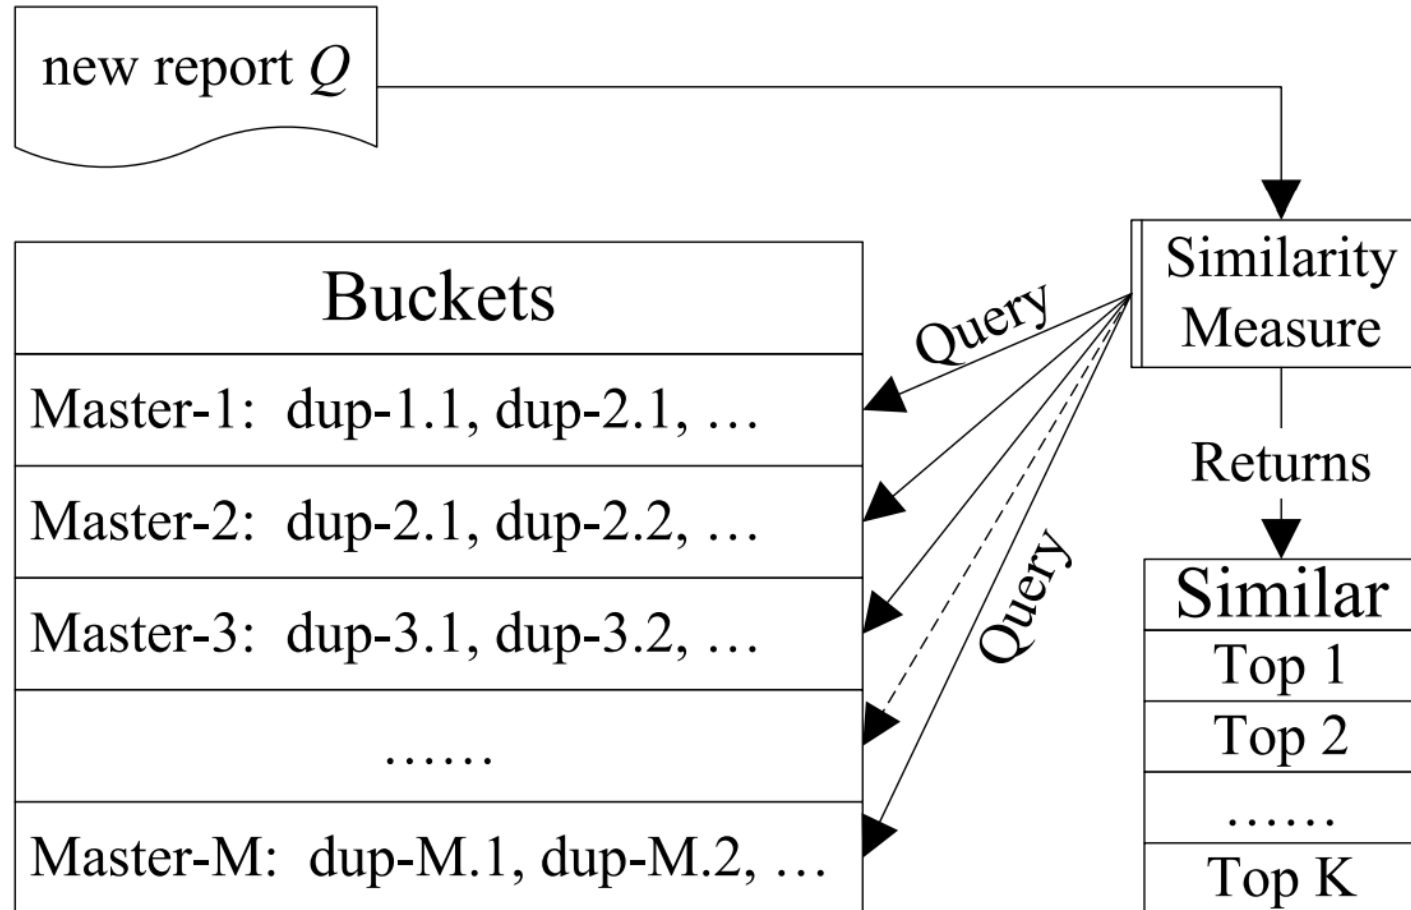 new report Q
Similarity
Measure
Buckets
Query
Master-1: dup-1.1, dup-2.1, …
Returns
Master-2: dup-2.1, dup-2.2, …
Query
Similar
Master-3: dup-3.1, dup-3.2, …
Top 1
Top 2
……
……
Master-M: dup-M.1, dup-M.2, …
Top K